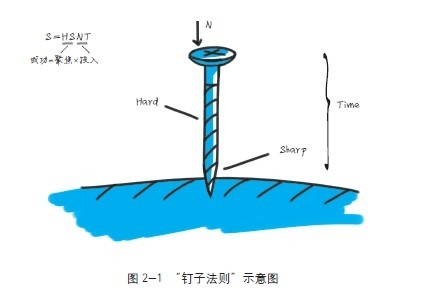 S=HSNT
成功=聚焦×投入
N
Hard
Time
Sharp
图 2-1 “钉子法则”示意图